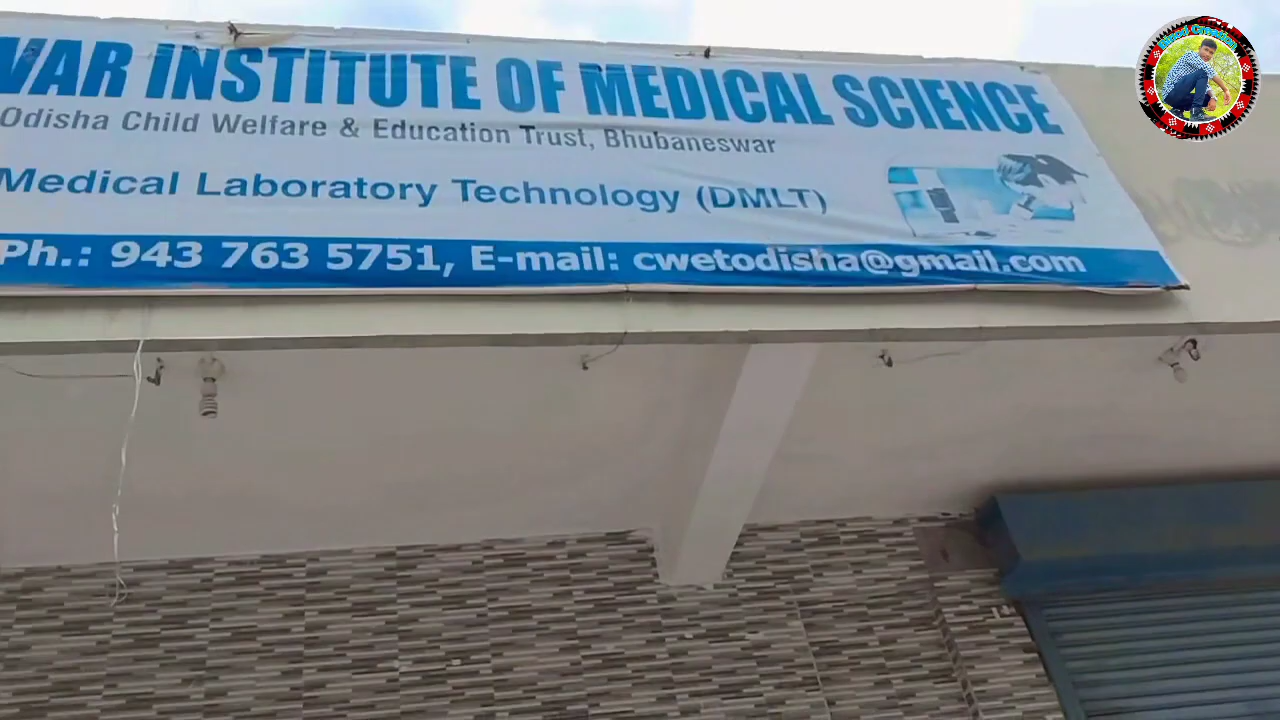 VAR INSTITUTE OF MEDICAL SCIENCE
Odisha Child Welfare & Education Trust, Bhubaneswar
Medical Laboratory Technology (DMLT)
Ph.: 943 763 5751, E-mail: cwetodisha@gmail.com